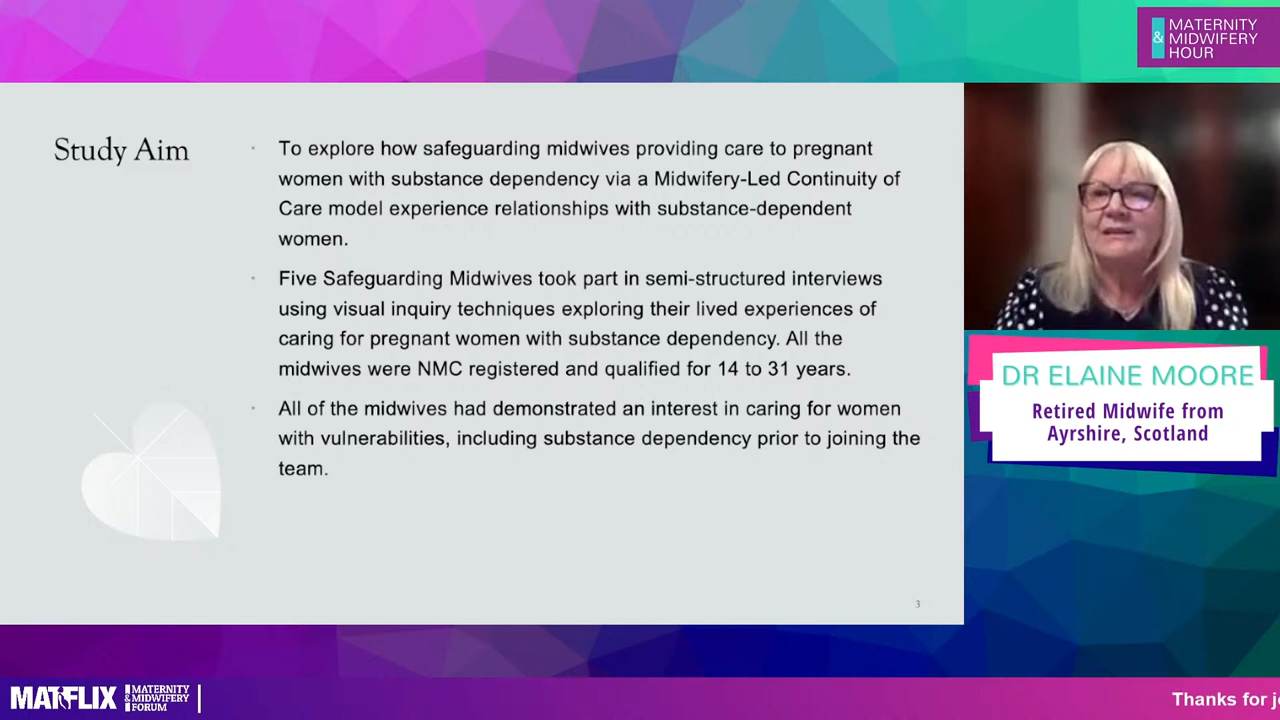 MATERNITY
& MIDWIFERY
HOUR
Study Aim
To explore how safeguarding midwives providing care to pregnant
women with substance dependency via a Midwifery-Led Continuity of
Care model experience relationships with substance-dependent
women.
Five Safeguarding Midwives took part in semi-structured interviews
using visual inquiry techniques exploring their lived experiences of
caring for pregnant women with substance dependency. All the
midwives were NMC registered and qualified for 14 to 31 years.
All of the midwives had demonstrated an interest in caring for women
with vulnerabilities, including substance dependency prior to joining the
team.
3
DR ELAINE MOORE
Retired Midwife from
Ayrshire, Scotland
MATFLIX
MATERNITY
& MIDWIFERY
FORUM
Thanks for